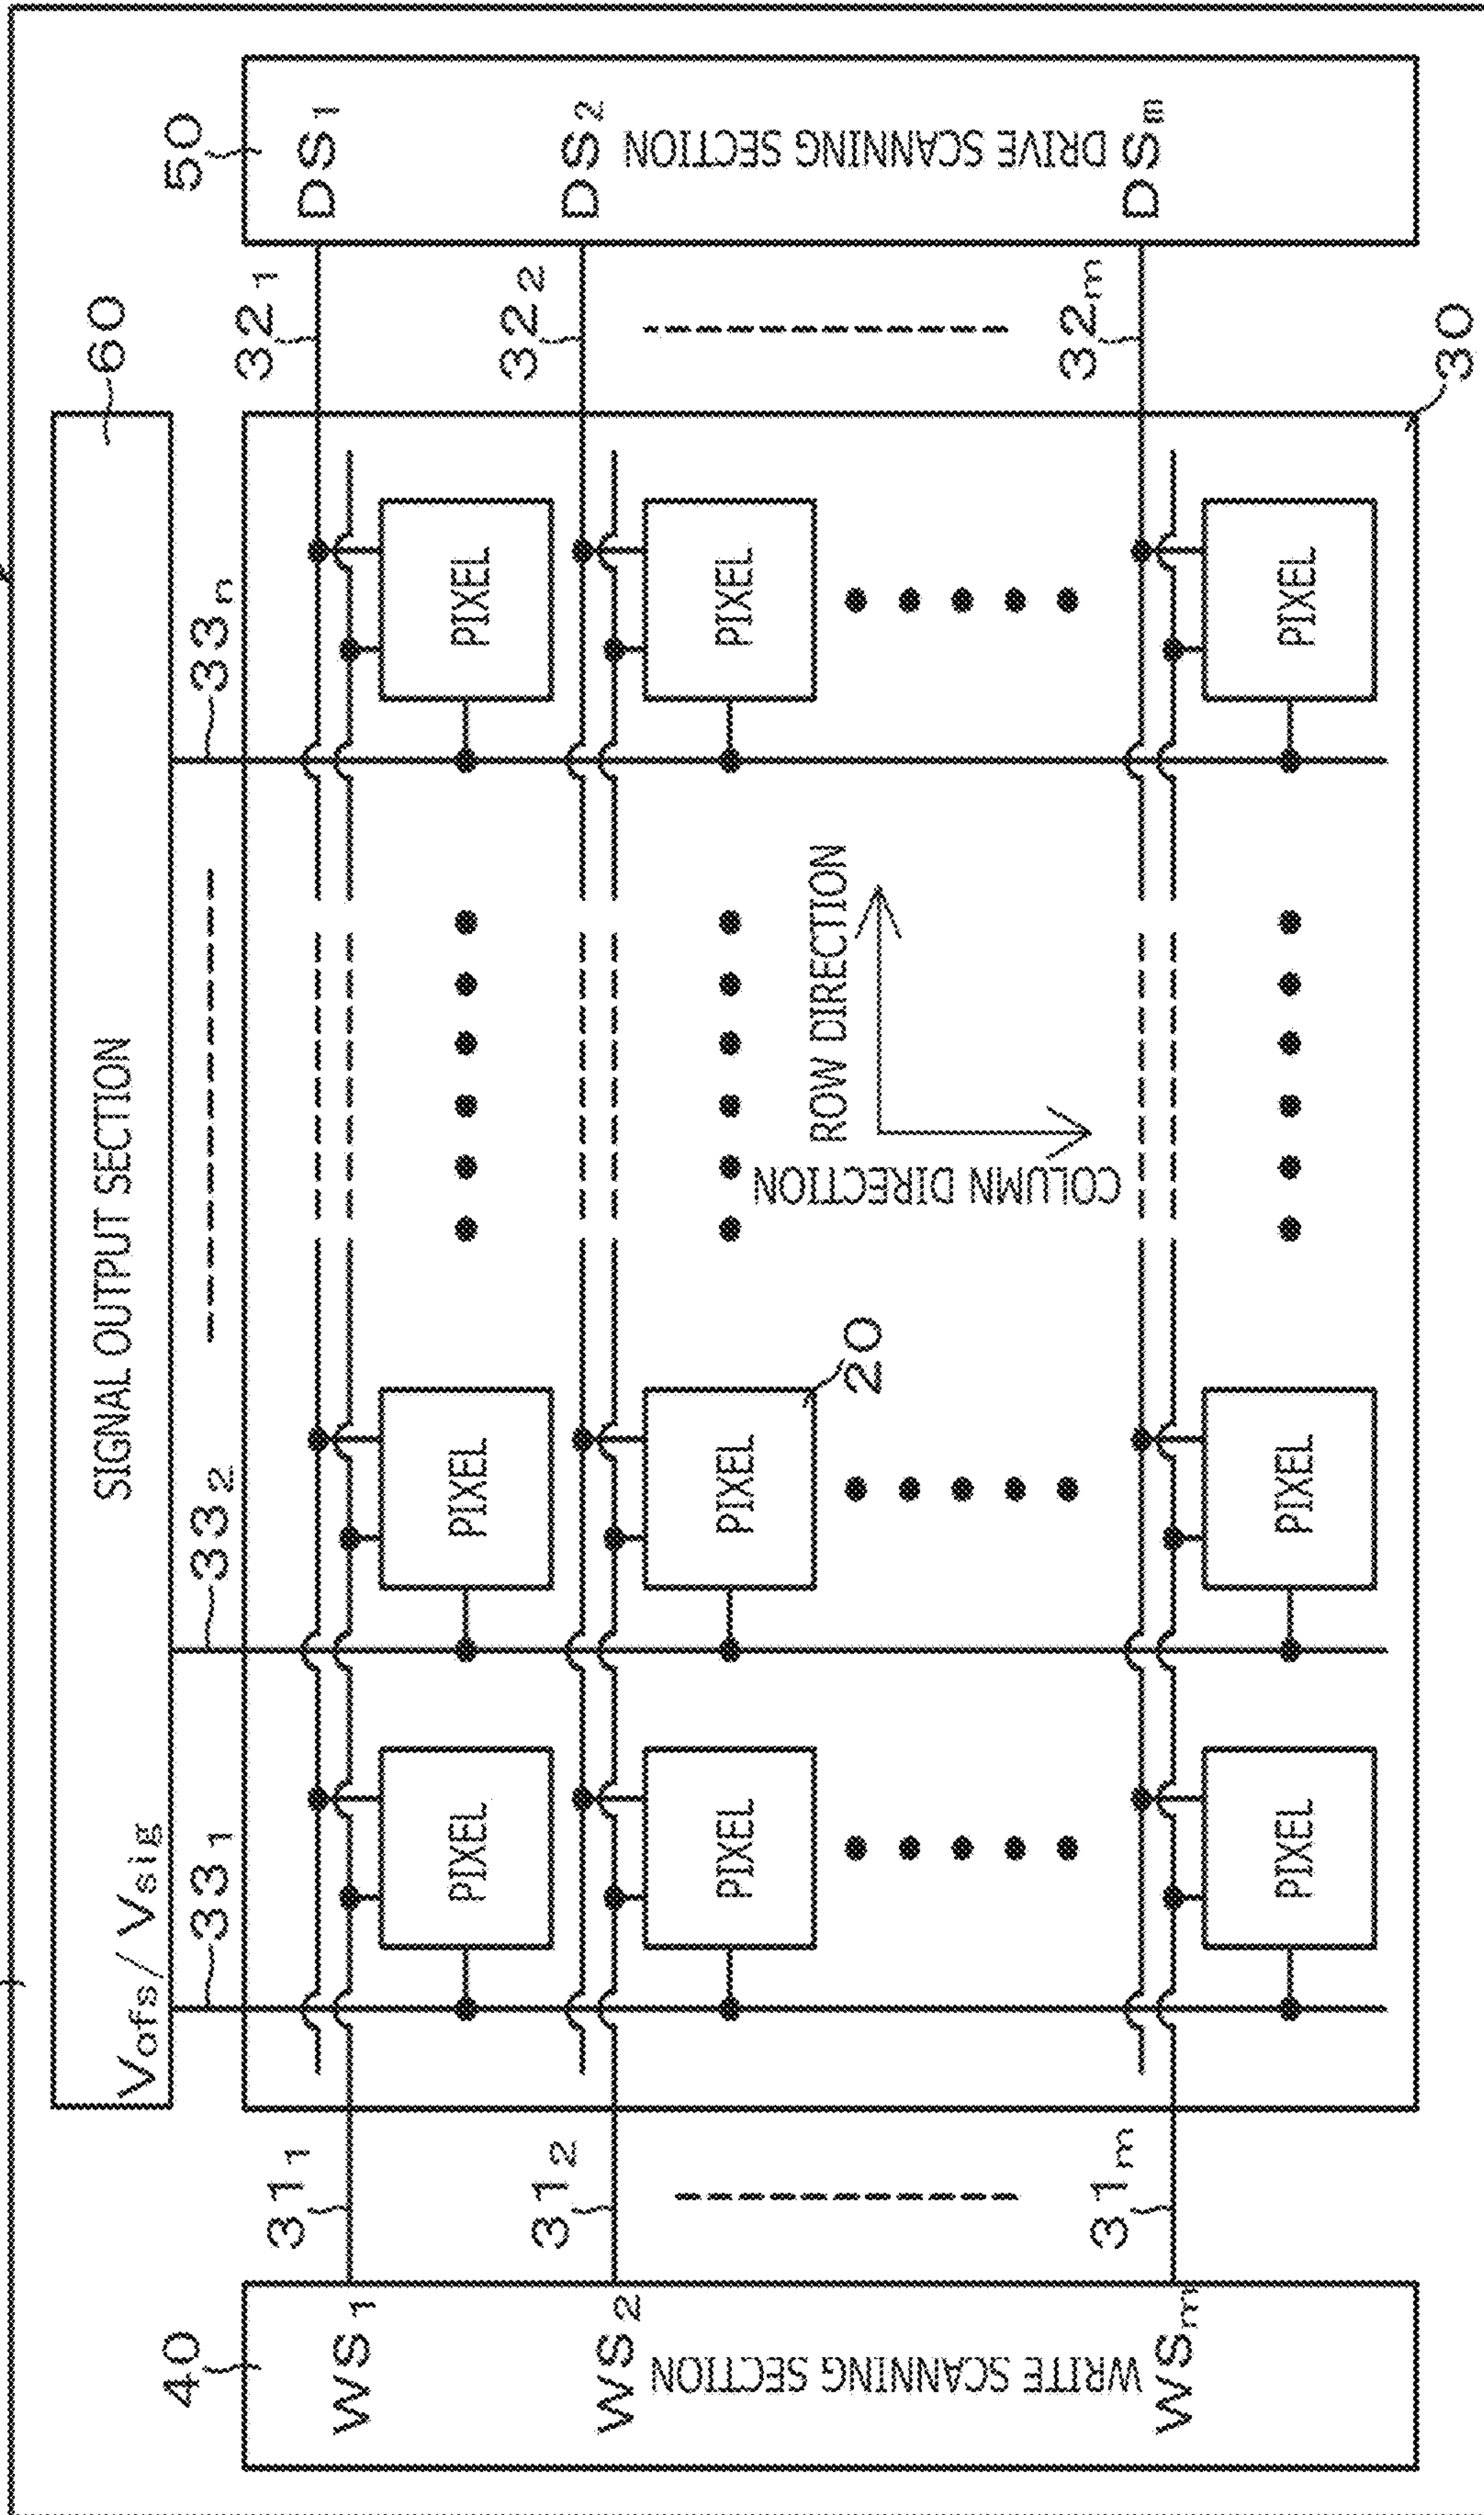 60
SIGNAL OUTPUT SECTION
Vofs/Vsig
33₁
33₂
33n
40
50
WS₁
31₁
32₁
DS₁
PIXEL
PIXEL
PIXEL
WS₂
31₂
32₂
DS₂
PIXEL
PIXEL
PIXEL
20
WRITE SCANNING SECTION
ROW DIRECTION
COLUMN DIRECTION
DRIVE SCANNING SECTION
WSm
31m
32m
DSm
PIXEL
PIXEL
PIXEL
30